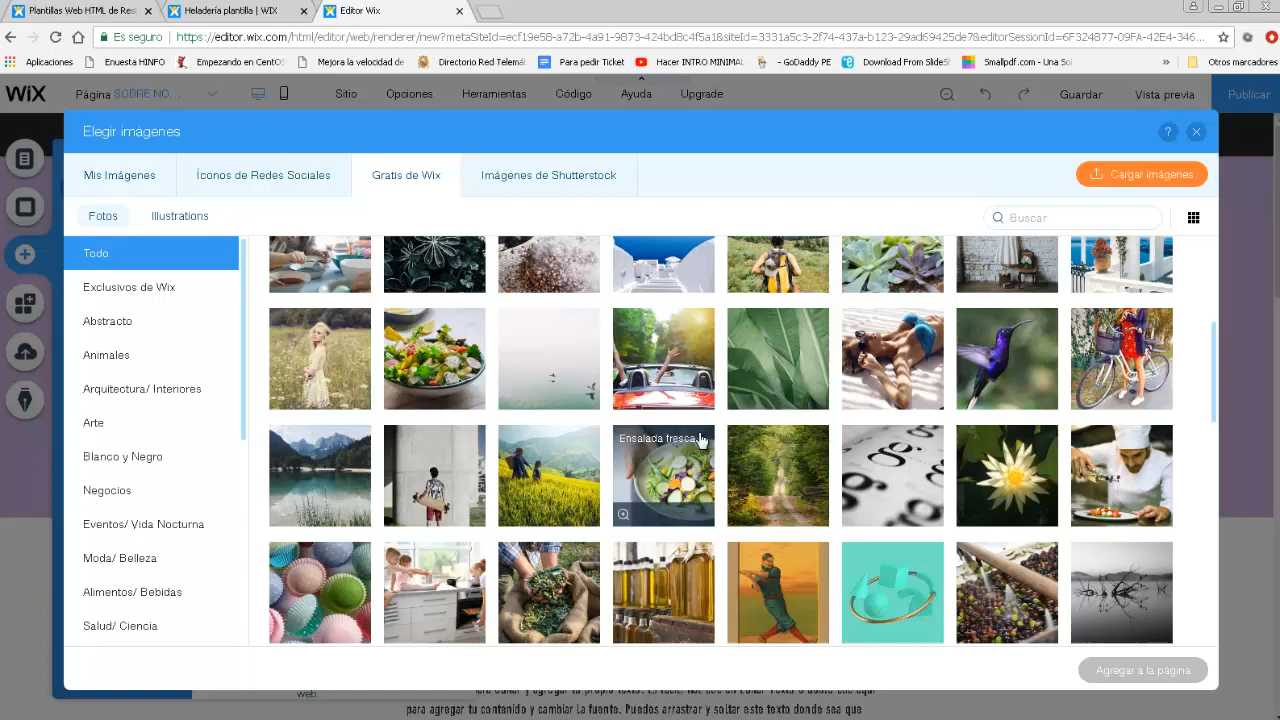 Plantillas Web HTML de Res
Heladería plantilla | WIX
Editor Wix
Es seguro
https://editor.wix.com/html/editor/web/renderer/new?metaSiteId=ecf19e58-a72b-4a91-9873-424bd8c4f5a1&siteId=3331a5c3-2f74-437a-b123-29ad69425de7&editorSessionId=6F324877-09FA-42E4-346...
Aplicaciones
Enuesta ENFO
Empezando en CentOS
Mejora la velocidad de
Directorio Red Telemát
Para pedir Ticket
Hacer INTRO MINIMAL
- GoDaddy PE
Download From SlideS
Smallpdf.com - Una Sol
»
Otros marcadores
WiX
Página
SOBRE NO...
Sitio
Opciones
Herramientas
Código
Ayuda
Upgrade
Guardar
Vista previa
Publicar
Elegir imágenes
?
Mis Imágenes
Íconos de Redes Sociales
Gratis de Wix
Imágenes de Shutterstock
Cargar imágenes
Fotos
Illustrations
Buscar
Todo
Exclusivos de Wix
Abstracto
Animales
Arquitectura/ Interiores
Arte
Blanco y Negro
Negocios
Eventos/ Vida Nocturna
Moda/ Belleza
Alimentos/ Bebidas
Salud/ Ciencia
Ensalada fresca
Agregar a la página
web
para agregar tu contenido y cambiar la fuente. Puedes arrastrar y soltar este texto donde sea que